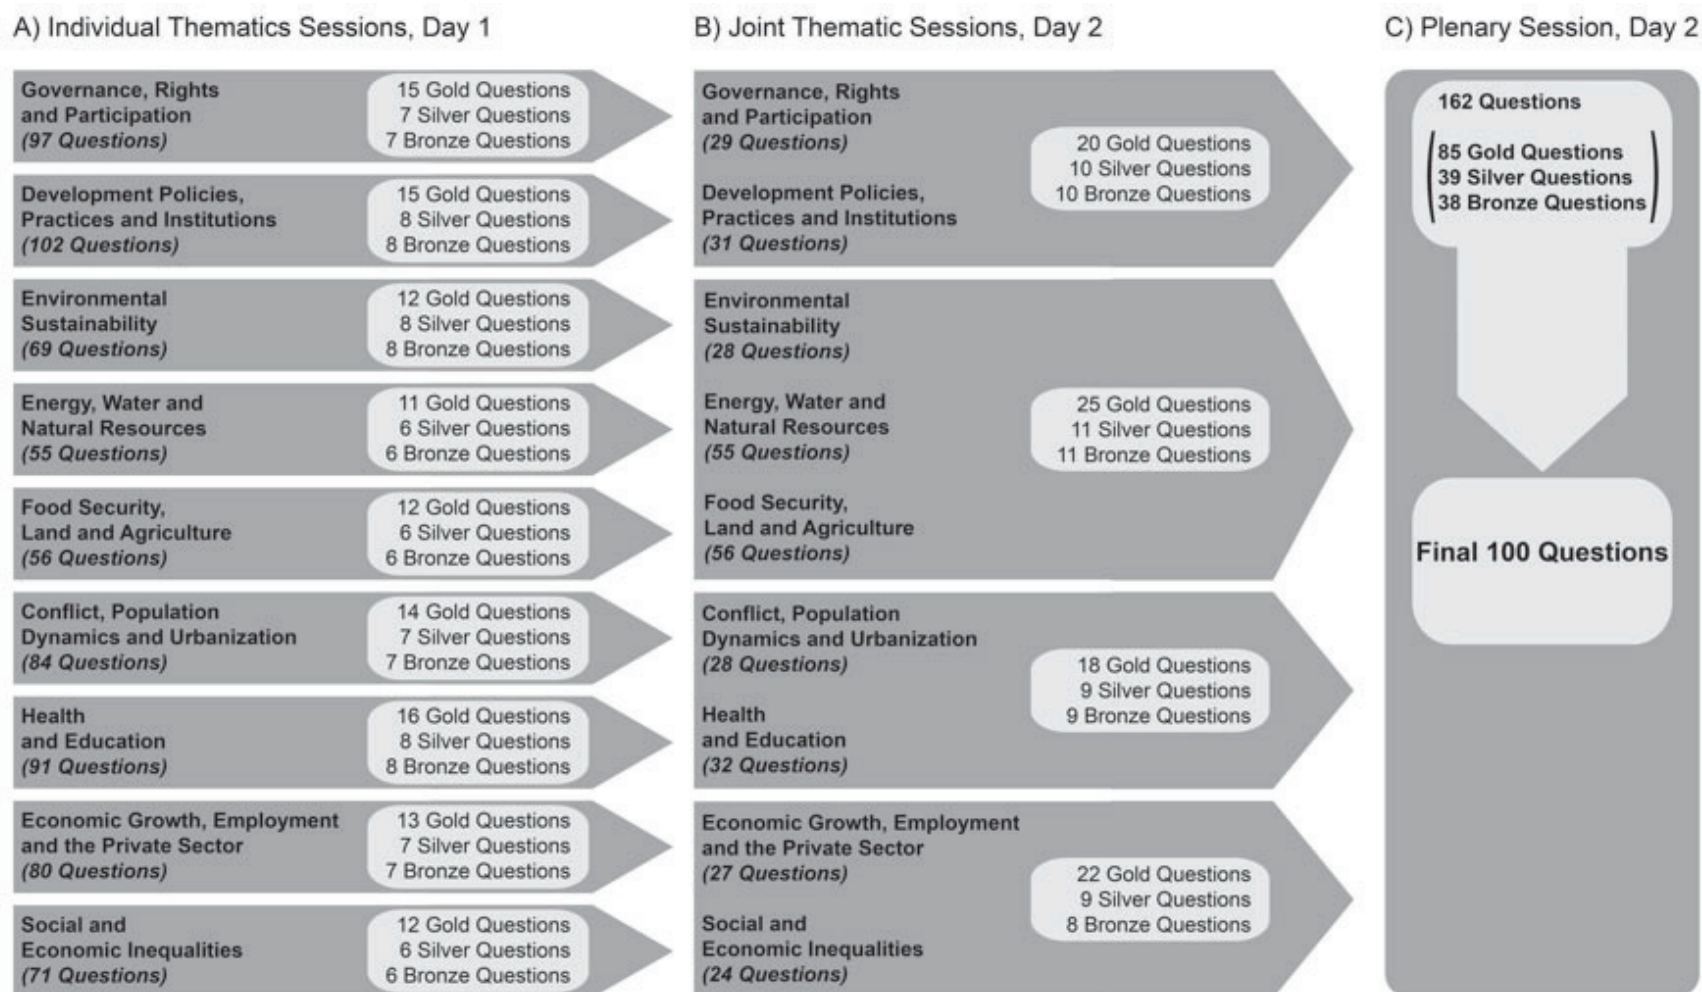 A) Individual Thematics Sessions, Day 1
Governance, Rights
and Participation
(97 Questions)
15 Gold Questions
7 Silver Questions
7 Bronze Questions
Development Policies,
Practices and Institutions
(102 Questions)
15 Gold Questions
8 Silver Questions
8 Bronze Questions
Environmental
Sustainability
(69 Questions)
12 Gold Questions
8 Silver Questions
8 Bronze Questions
Energy, Water and
Natural Resources
(55 Questions)
11 Gold Questions
6 Silver Questions
6 Bronze Questions
Food Security,
Land and Agriculture
(56 Questions)
12 Gold Questions
6 Silver Questions
6 Bronze Questions
Conflict, Population
Dynamics and Urbanization
(84 Questions)
14 Gold Questions
7 Silver Questions
7 Bronze Questions
Health
and Education
(91 Questions)
16 Gold Questions
8 Silver Questions
8 Bronze Questions
Economic Growth, Employment
and the Private Sector
(80 Questions)
13 Gold Questions
7 Silver Questions
7 Bronze Questions
Social and
Economic Inequalities
(71 Questions)
12 Gold Questions
6 Silver Questions
6 Bronze Questions
B) Joint Thematic Sessions, Day 2
Governance, Rights
and Participation
(29 Questions)
Development Policies,
Practices and Institutions
(31 Questions)
20 Gold Questions
10 Silver Questions
10 Bronze Questions
Environmental
Sustainability
(28 Questions)
Energy, Water and
Natural Resources
(55 Questions)
Food Security,
Land and Agriculture
(56 Questions)
25 Gold Questions
11 Silver Questions
11 Bronze Questions
Conflict, Population
Dynamics and Urbanization
(28 Questions)
Health
and Education
(32 Questions)
18 Gold Questions
9 Silver Questions
9 Bronze Questions
Economic Growth, Employment
and the Private Sector
(27 Questions)
Social and
Economic Inequalities
(24 Questions)
22 Gold Questions
9 Silver Questions
8 Bronze Questions
C) Plenary Session, Day 2
162 Questions
(85 Gold Questions
39 Silver Questions
38 Bronze Questions)
Final 100 Questions